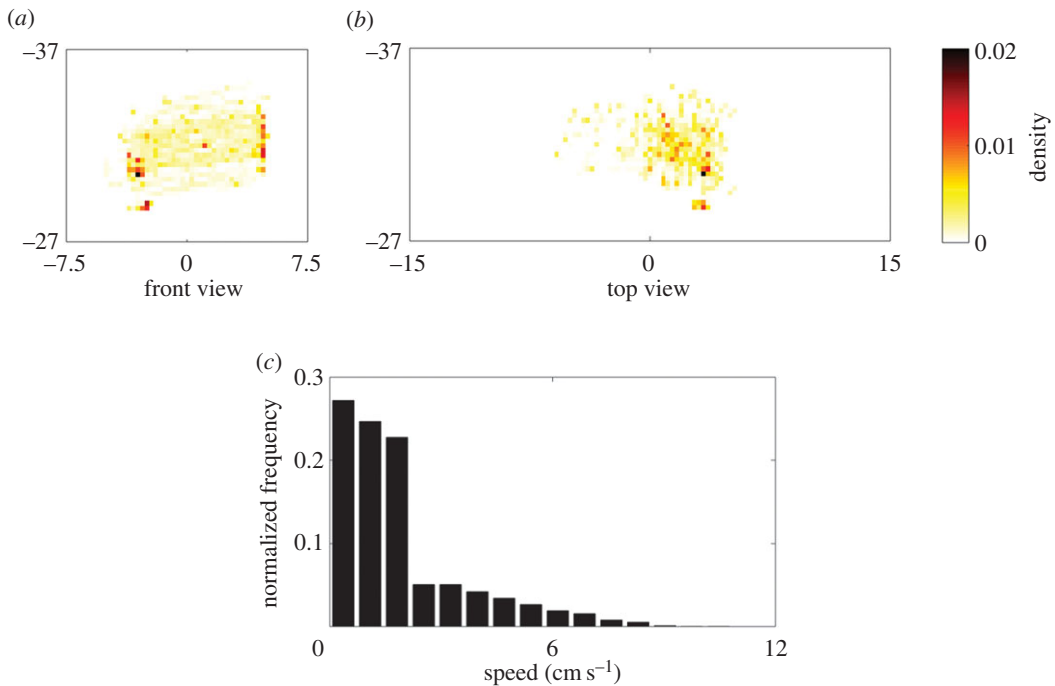 (a)
(b)
−37
−37
0.02
0.01
0
density
−27
−27
−7.5 0 7.5
−15 0 15
front view
top view
(c)
0.3
0.2
0.1
normalized frequency
0 6 12
speed (cm s−1)